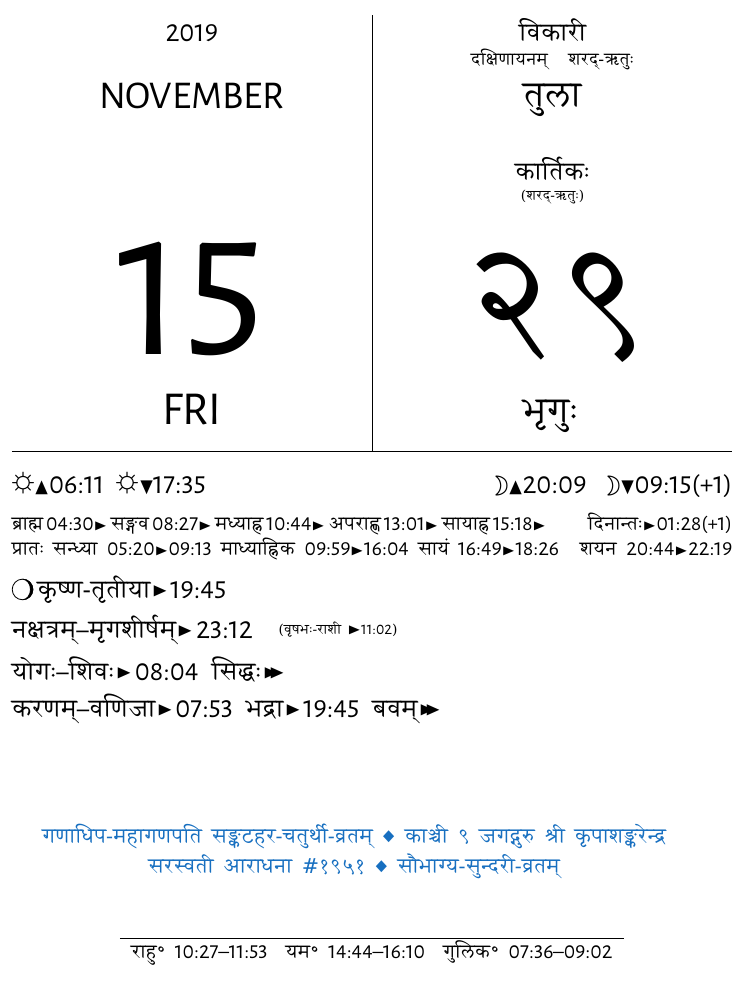 2019
NOVEMBER
15
FRI
विकारी
दक्षिणायनम् शरद्-ऋतुः
तुला
कार्तिकः
(शरद्-ऋतुः)
२९
भृगुः
☼▲06:11 ☼▼17:35 ☽▲20:09 ☽▼09:15(+1)
ब्राह्म 04:30► सङ्गव 08:27► मध्याह्न 10:44► अपराह्ण 13:01► सायाह्न 15:18► दिनान्तः►01:28(+1)
प्रातः सन्ध्या 05:20►09:13 माध्याह्निक 09:59►16:04 सायं 16:49►18:26 शयन 20:44►22:19
❍कृष्ण-तृतीया►19:45
नक्षत्रम्–मृगशीर्षम्► 23:12 (वृषभः-राशी ►11:02)
योगः–शिवः► 08:04 सिद्धः►►
करणम्–वणिजा► 07:53 भद्रा►19:45 बवम्►►
गणाधिप-महागणपति सङ्कटहर-चतुर्थी-व्रतम् ◆ काञ्ची ९ जगद्गुरु श्री कृपाशङ्करेन्द्र
सरस्वती आराधना #१९५१ ◆ सौभाग्य-सुन्दरी-व्रतम्
राहु॰ 10:27–11:53 यम॰ 14:44–16:10 गुलिक॰ 07:36–09:02